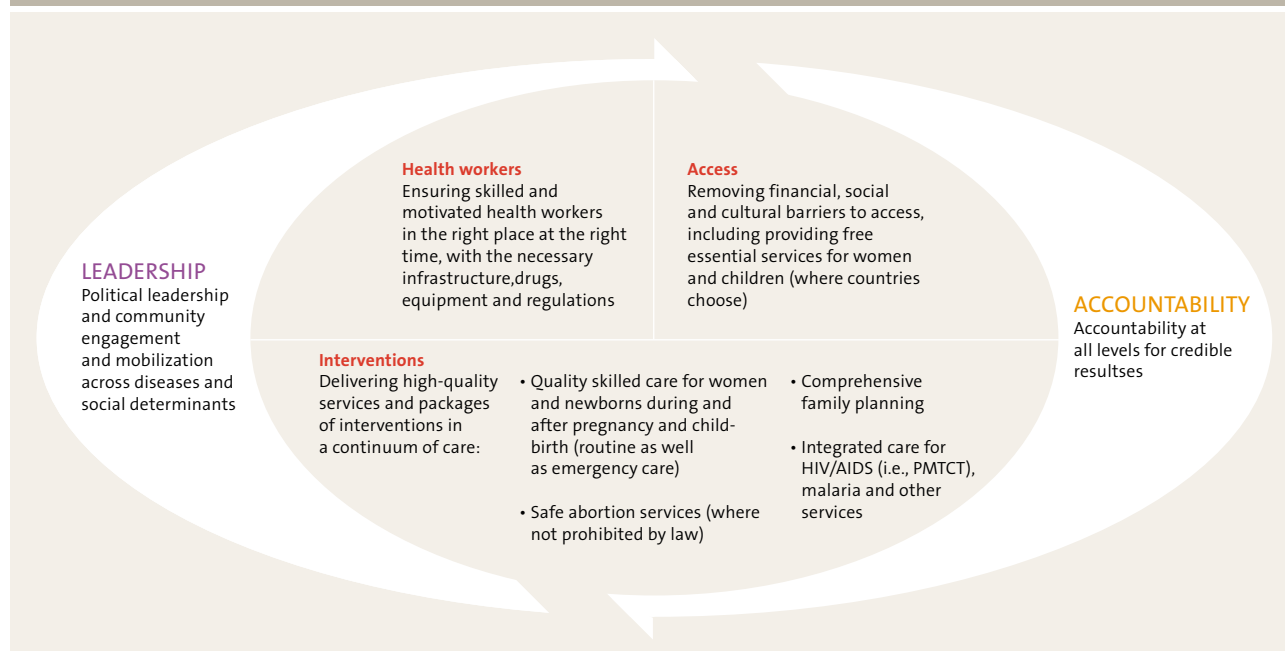 LEADERSHIP
Political leadership
and community
engagement
and mobilization
across diseases and
social determinants
Health workers
Ensuring skilled and
motivated health workers
in the right place at the right
time, with the necessary
infrastructure,drugs,
equipment and regulations
Access
Removing financial, social
and cultural barriers to access,
including providing free
essential services for women
and children (where countries
choose)
Interventions
Delivering high-quality
services and packages
of interventions in
a continuum of care:
• Quality skilled care for women
and newborns during and
after pregnancy and child-
birth (routine as well
as emergency care)
• Safe abortion services (where
not prohibited by law)
• Comprehensive
family planning
• Integrated care for
HIV/AIDS (i.e., PMTCT),
malaria and other
services
ACCOUNTABILITY
Accountability at
all levels for credible
resultses